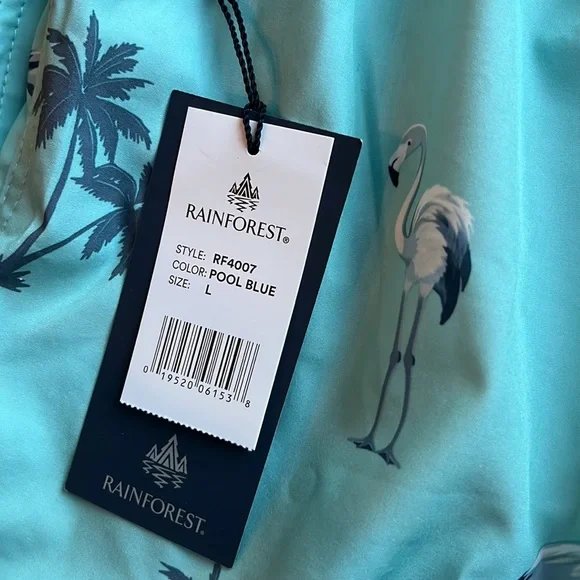 RAINFOREST®
STYLE: RF4007
COLOR: POOL BLUE
SIZE: L
0 19520 06153 8
RAINFOREST®